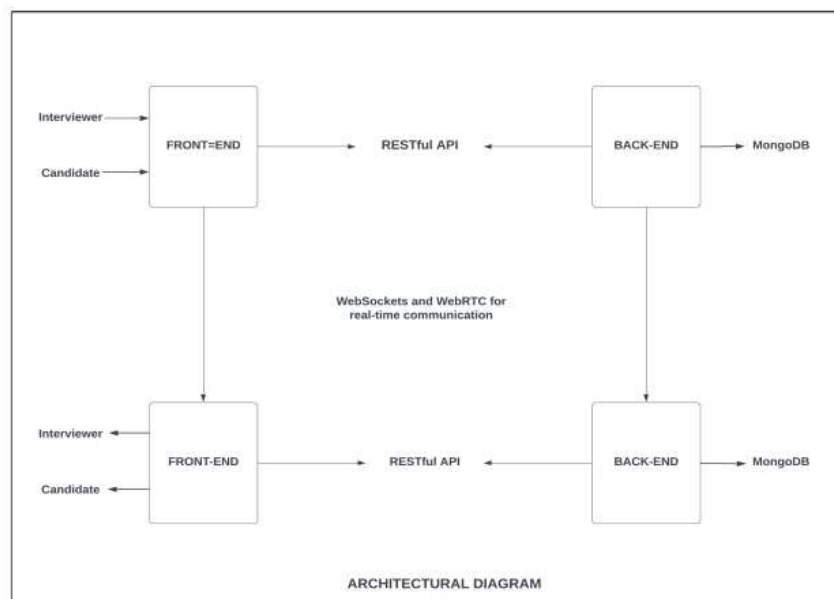 Interviewer
FRONT=END
RESTful API
BACK-END
MongoDB
Candidate
WebSockets and WebRTC for
real-time communication
Interviewer
FRONT-END
RESTful API
BACK-END
MongoDB
Candidate
ARCHITECTURAL DIAGRAM